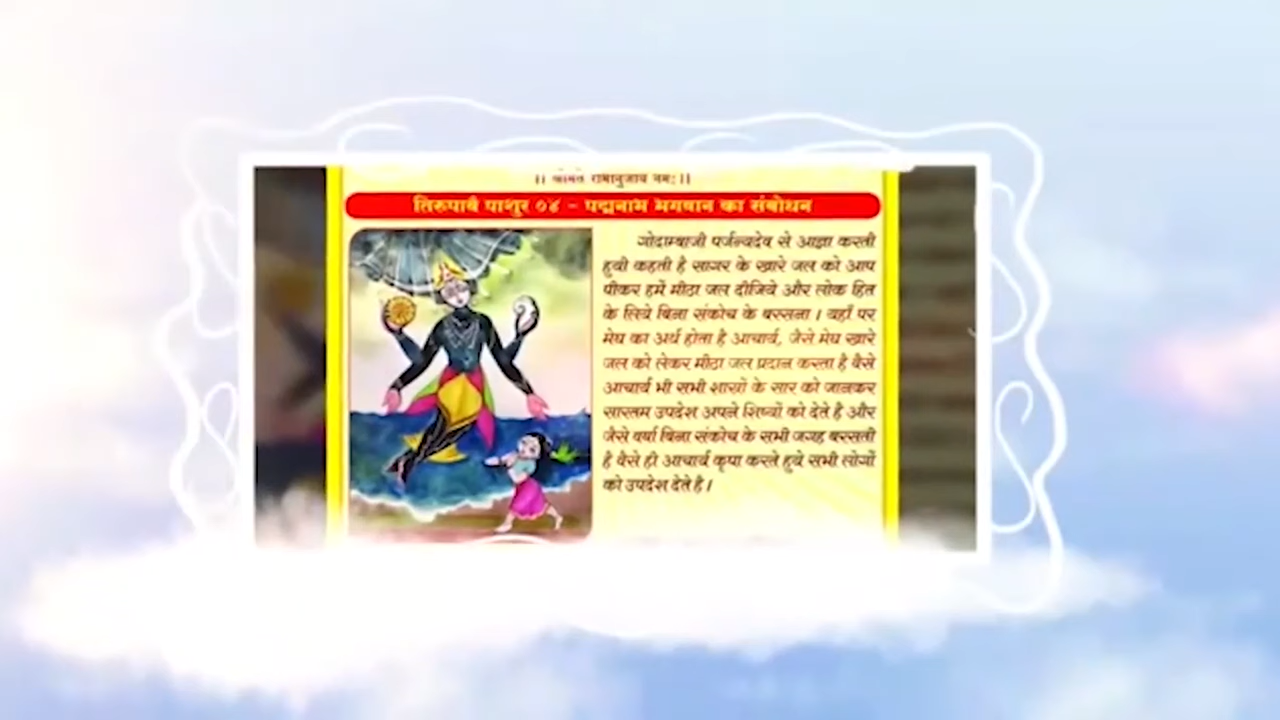 ।। श्रीमते रामानुजाय नमः ।।
तिरुपावै पाशुर ०४ - पद्मनाभ भगवान का संबोधन
गोदाम्बाजी पर्जन्यदेव से आज्ञा करती
हुयी कहती है सागर के खारे जल को आप
पीकर हमें मीठा जल दीजिये और लोक हित
के लिये बिना संकोच के बरसना । यहाँ पर
मेघ का अर्थ होता है आचार्य, जैसे मेघ खारे
जल को लेकर मीठा जल प्रदान करता है वैसे
आचार्य भी सभी शास्त्रों के सार को जानकर
सारतम उपदेश अपने शिष्यों को देते है और
जैसे वर्षा बिना संकोच के सभी जगह बरसती
है वैसे ही आचार्य कृपा करते हुये सभी लोगों
को उपदेश देते है ।